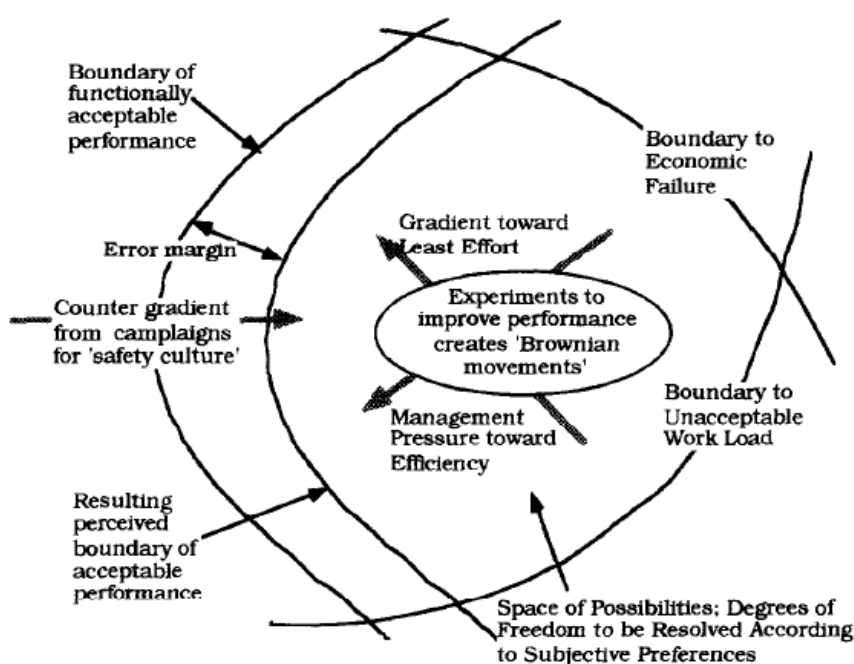 Boundary of
functionally
acceptable
performance
Boundary to
Economic
Failure
Gradient toward
Least Effort
Error margin
Experiments to
improve performance
creates 'Brownian
movements'
Counter gradient
from camplaigns
for 'safety culture'
Management
Pressure toward
Efficiency
Boundary to
Unacceptable
Work Load
Resulting
perceived
boundary of
acceptable
performance
Space of Possibilities; Degrees of
Freedom to be Resolved According
to Subjective Preferences